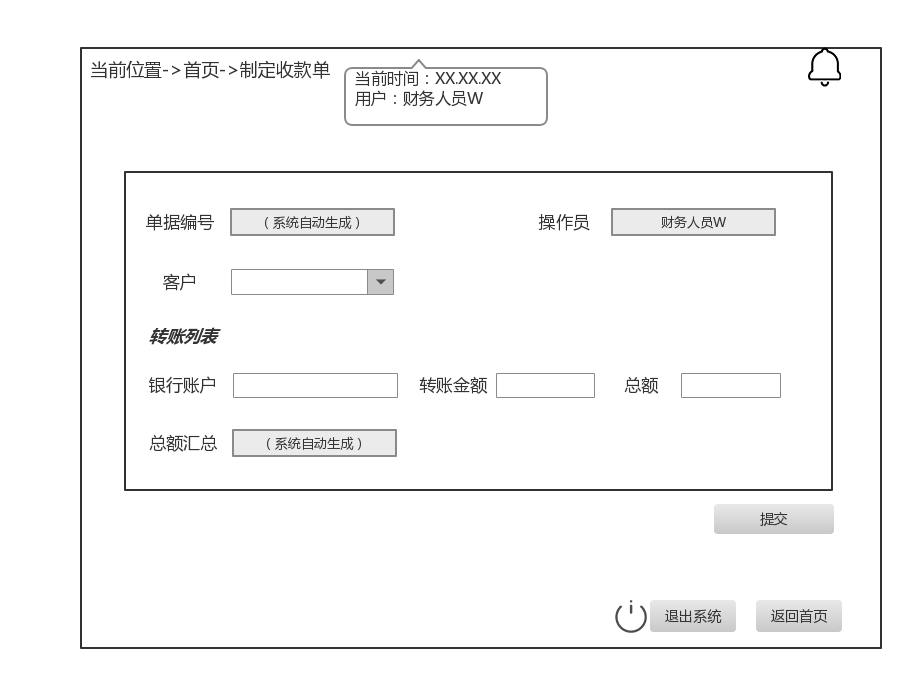 当前位置->首页->制定收款单
当前时间：XX.XX.XX
用户：财务人员W
单据编号
（系统自动生成）
操作员
财务人员W
客户
转账列表
银行账户
转账金额
总额
总额汇总
（系统自动生成）
提交
退出系统
返回首页